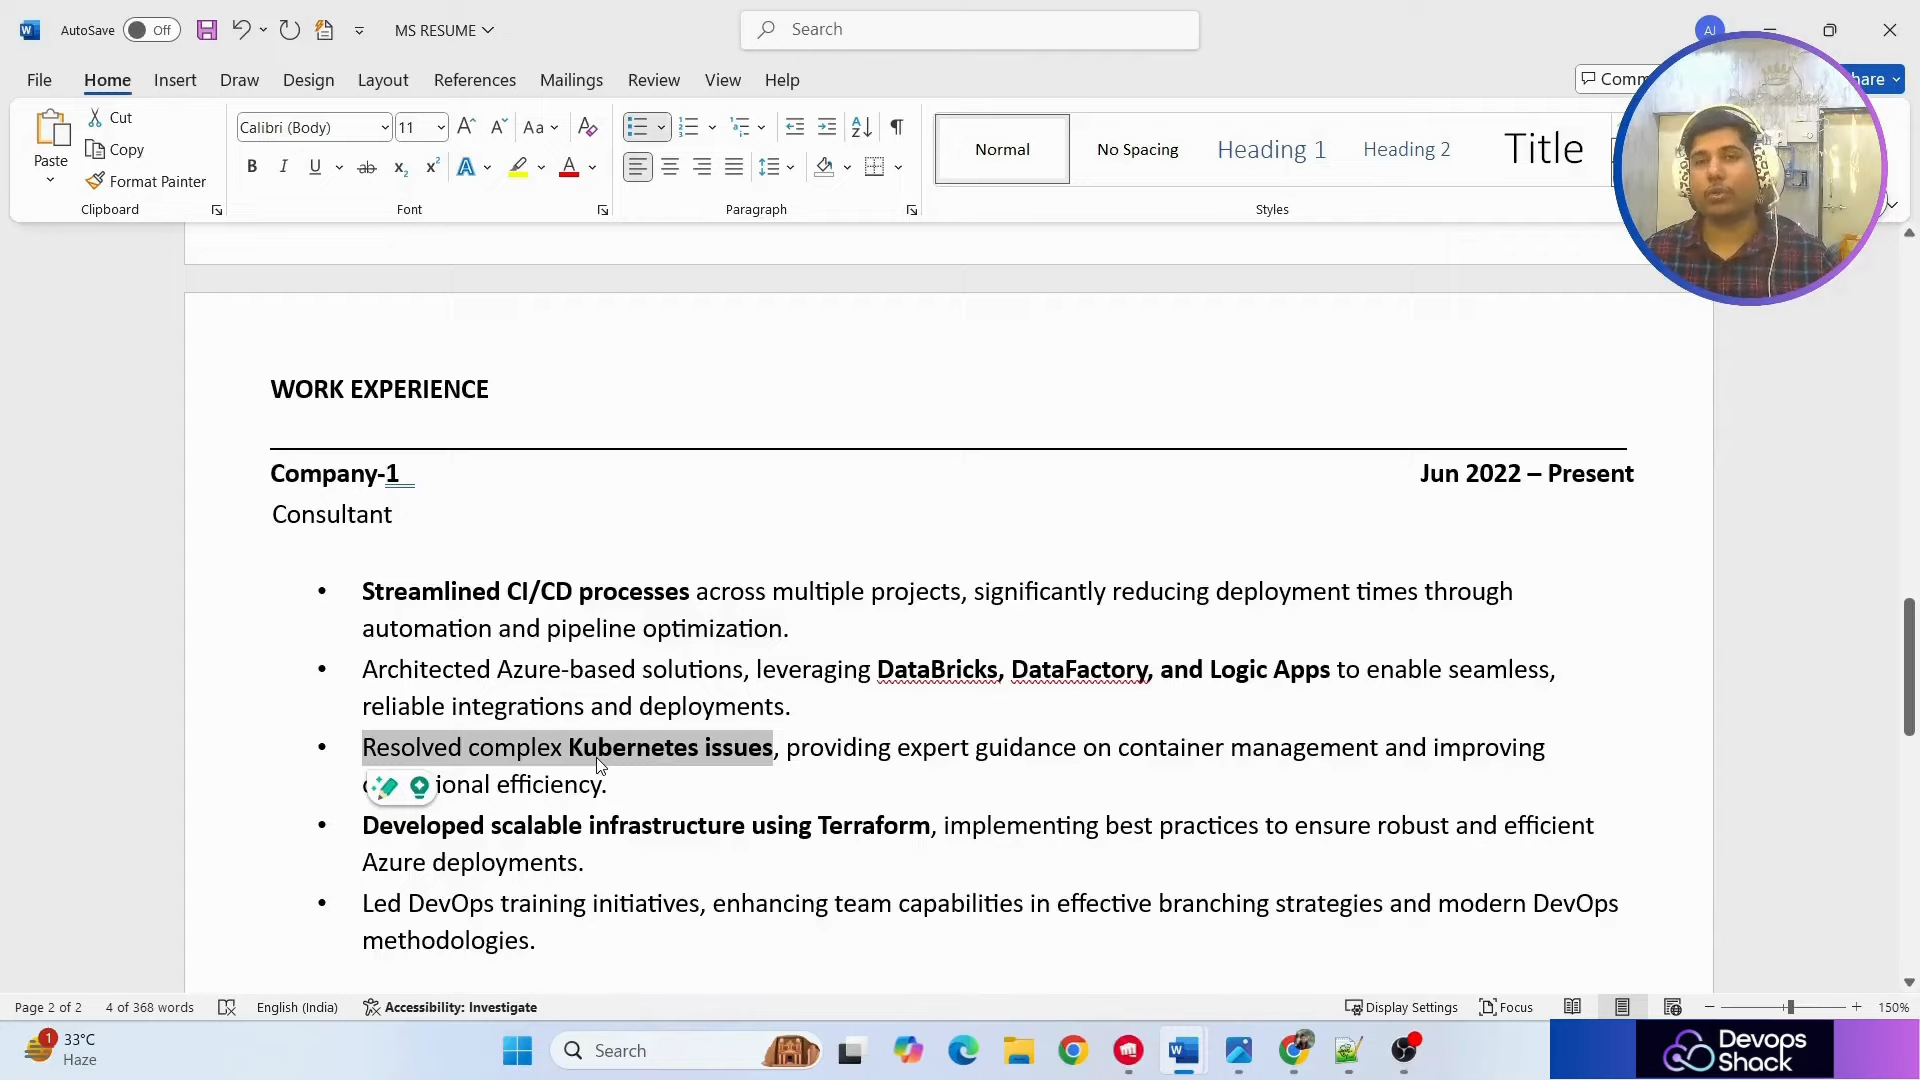 AutoSave Off MS RESUME Search AJ
File Home Insert Draw Design Layout References Mailings Review View Help
Paste Cut Copy Format Painter
Clipboard
Calibri (Body) 11
Aa
B I U ab x₂ x² A A
Font
Paragraph
Normal No Spacing Heading 1 Heading 2 Title
Styles
WORK EXPERIENCE
Company-1 Jun 2022 – Present
Consultant
• Streamlined CI/CD processes across multiple projects, significantly reducing deployment times through
automation and pipeline optimization.
• Architected Azure-based solutions, leveraging DataBricks, DataFactory, and Logic Apps to enable seamless,
reliable integrations and deployments.
• Resolved complex Kubernetes issues, providing expert guidance on container management and improving
ional efficiency.
• Developed scalable infrastructure using Terraform, implementing best practices to ensure robust and efficient
Azure deployments.
• Led DevOps training initiatives, enhancing team capabilities in effective branching strategies and modern DevOps
methodologies.
Page 2 of 2 4 of 368 words English (India) Accessibility: Investigate Display Settings Focus 150%
1 33°C
Haze
Search
Devops
Shack